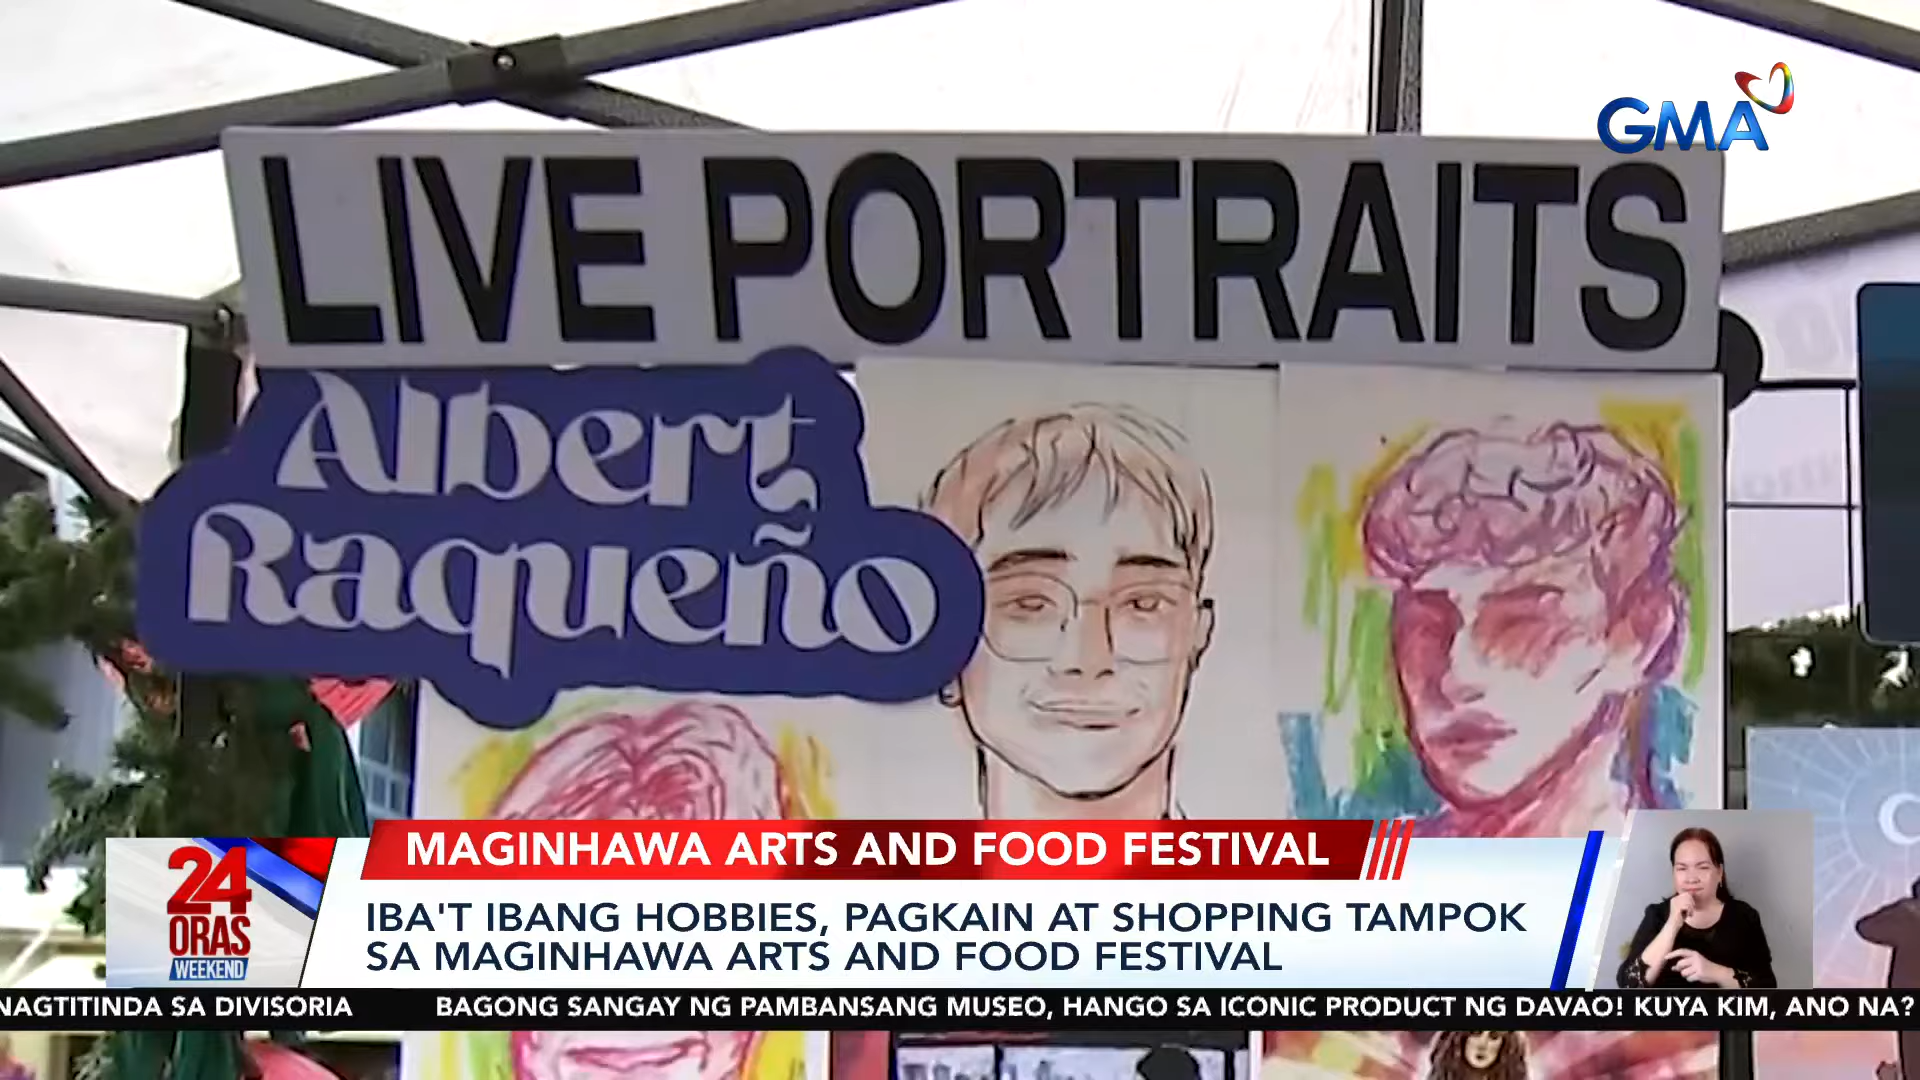 GMA
LIVE PORTRAITS
Albert
Raqueño
MAGINHAWA ARTS AND FOOD FESTIVAL
24
ORAS
WEEKEND
IBA'T IBANG HOBBIES, PAGKAIN AT SHOPPING TAMPOK
SA MAGINHAWA ARTS AND FOOD FESTIVAL
NAGTITINDA SA DIVISORIA BAGONG SANGAY NG PAMBANSANG MUSEO, HANGO SA ICONIC PRODUCT NG DAVAO! KUYA KIM, ANO NA?